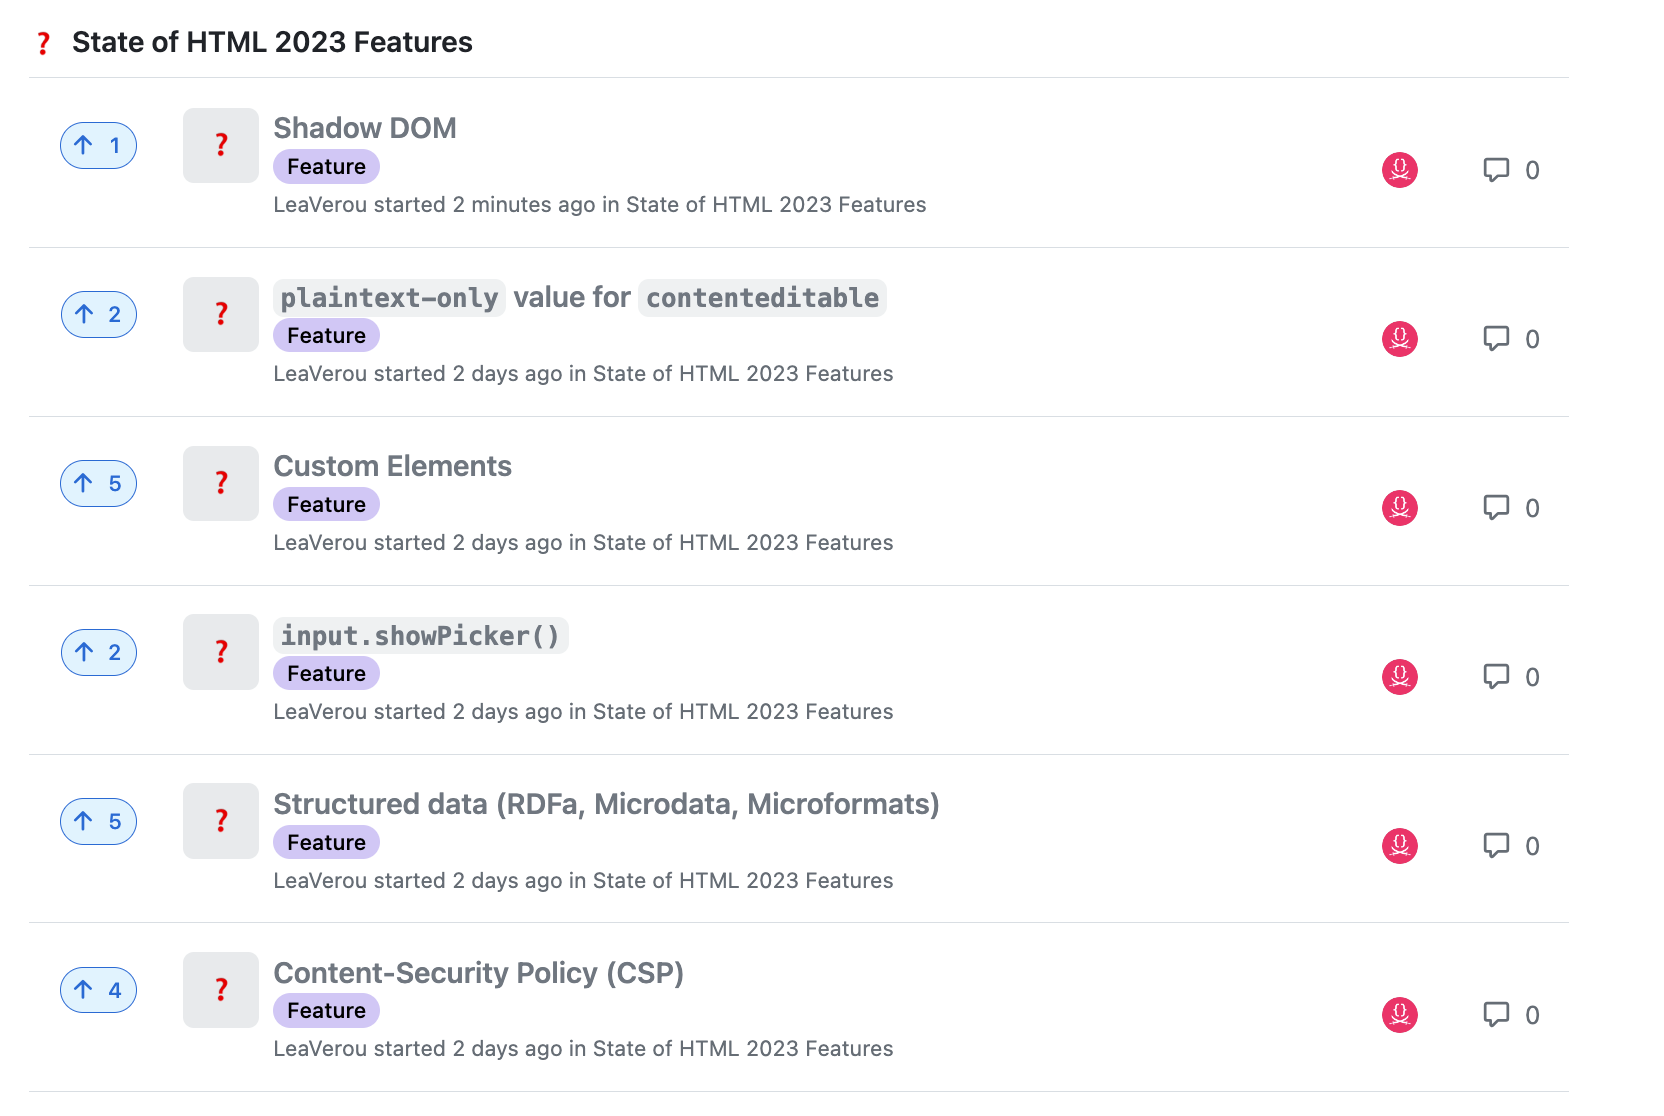 ❓ State of HTML 2023 Features
↑ 1
❓
Shadow DOM
Feature
LeaVerou started 2 minutes ago in State of HTML 2023 Features
0
↑ 2
❓
plaintext-only value for contenteditable
Feature
LeaVerou started 2 days ago in State of HTML 2023 Features
0
↑ 5
❓
Custom Elements
Feature
LeaVerou started 2 days ago in State of HTML 2023 Features
0
↑ 2
❓
input.showPicker()
Feature
LeaVerou started 2 days ago in State of HTML 2023 Features
0
↑ 5
❓
Structured data (RDFa, Microdata, Microformats)
Feature
LeaVerou started 2 days ago in State of HTML 2023 Features
0
↑ 4
❓
Content-Security Policy (CSP)
Feature
LeaVerou started 2 days ago in State of HTML 2023 Features
0